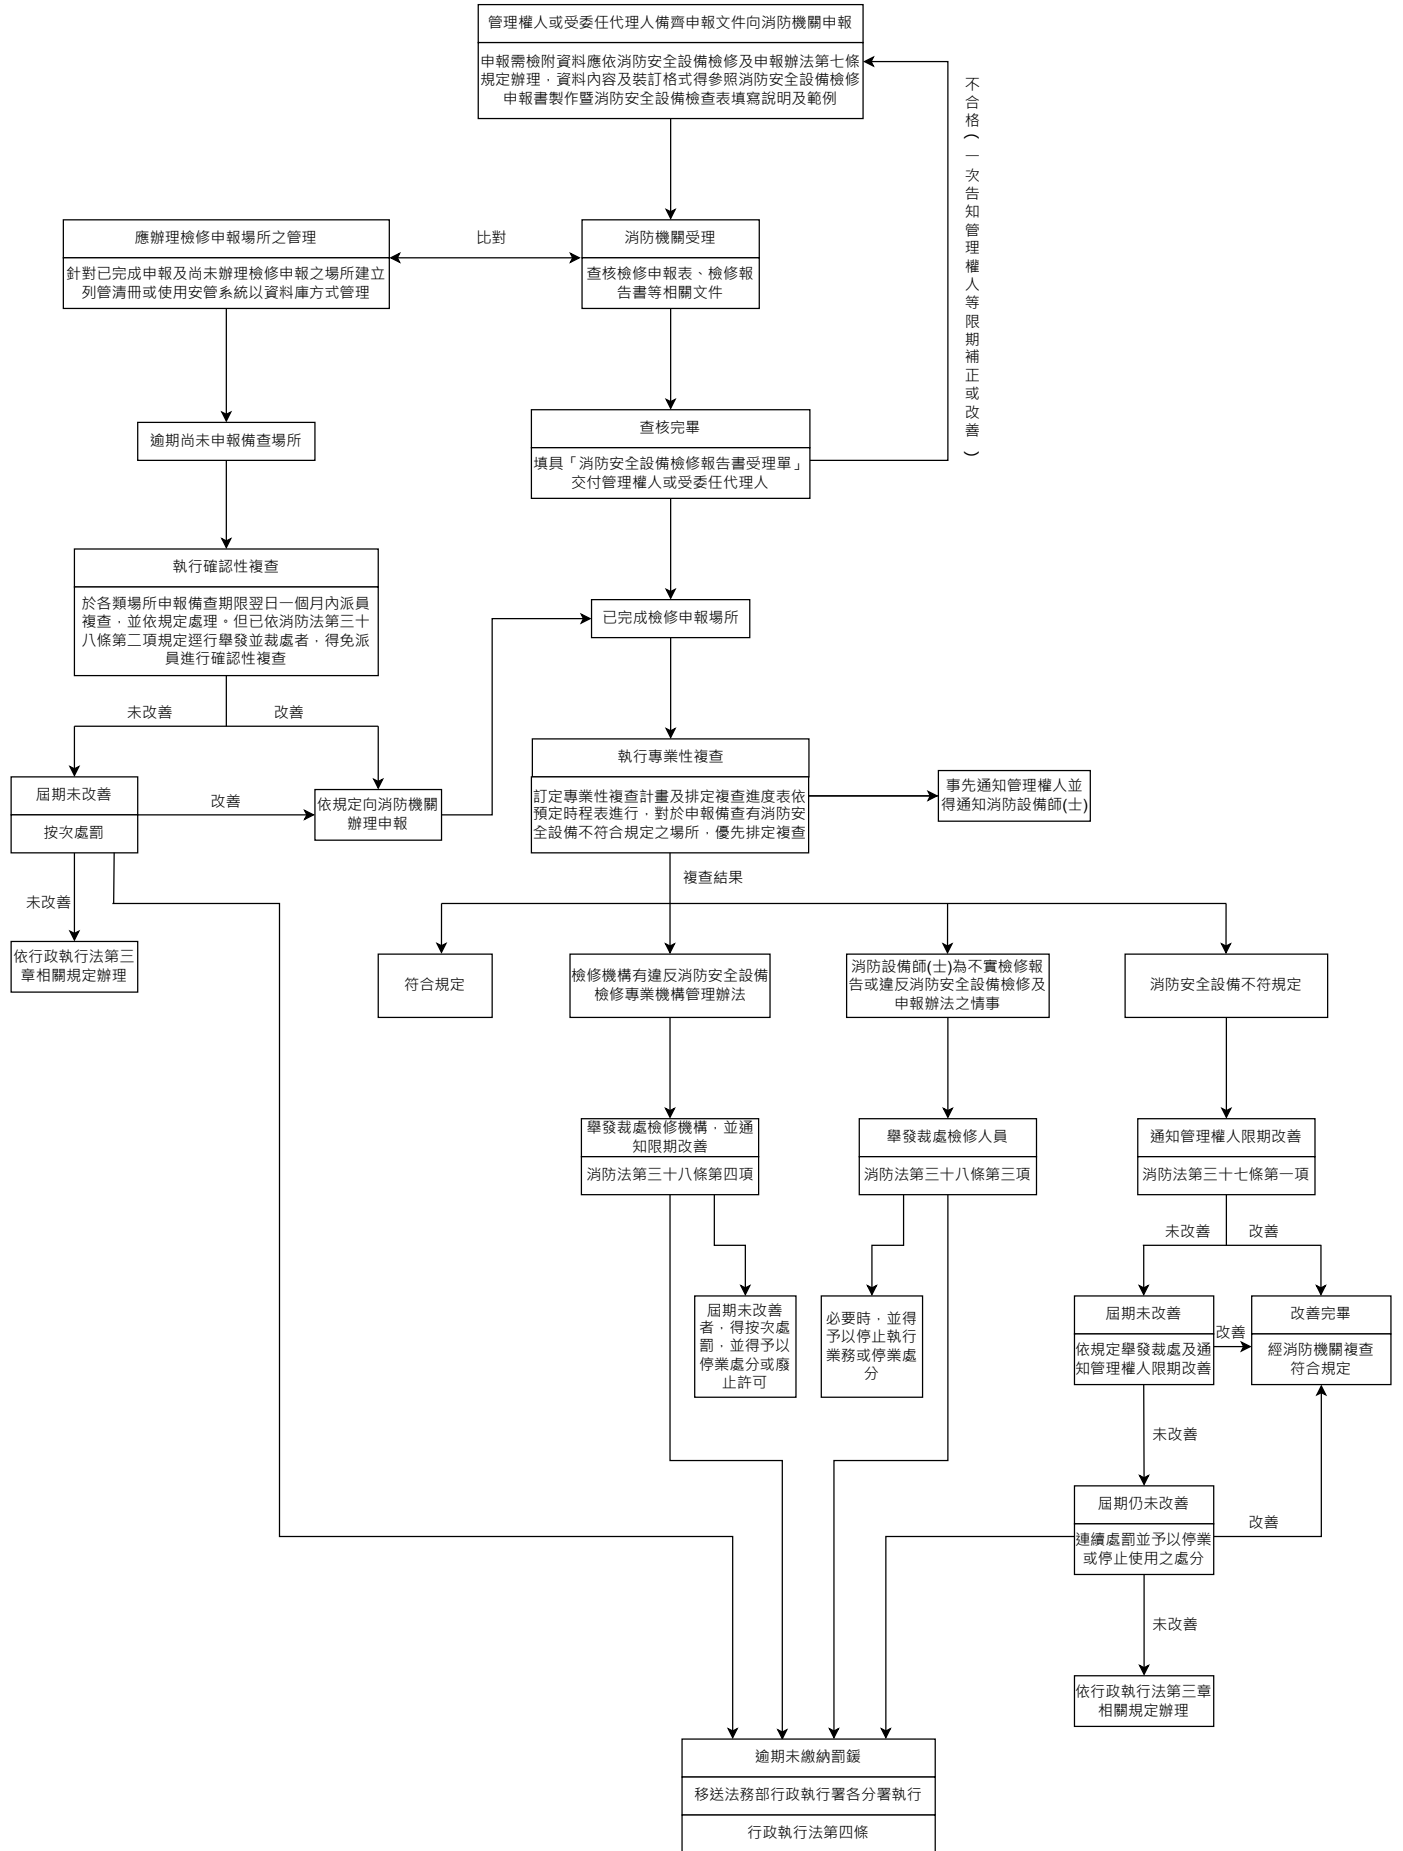 管理權人或受委任代理人備齊申報文件向消防機關申報
申報需檢附資料應依消防安全設備檢修及申報辦法第七條
規定辦理，資料內容及裝訂格式得參照消防安全設備檢修
申報書製作暨消防安全設備檢查表填寫說明及範例
不合格(一次告知管理權人等限期補正或改善)
應辦理檢修申報場所之管理
針對已完成申報及尚未辦理檢修申報之場所建立
列管清冊或使用安管系統以資料庫方式管理
比對
消防機關受理
查核檢修申報表、檢修報
告書等相關文件
逾期尚未申報備查場所
查核完畢
填具「消防安全設備檢修報告書受理單」
交付管理權人或受委任代理人
執行確認性複查
於各類場所申報備查期限翌日一個月內派員
複查，並依規定處理。但已依消防法第三十
八條第二項規定逕行舉發並裁處者，得免派
員進行確認性複查
已完成檢修申報場所
未改善
改善
屆期未改善
按次處罰
改善
依規定向消防機關
辦理申報
執行專業性複查
訂定專業性複查計畫及排定複查進度表依
預定時程表進行，對於申報備查有消防安
全設備不符合規定之場所，優先排定複查
事先通知管理權人並
得通知消防設備師(士)
未改善
依行政執行法第三
章相關規定辦理
複查結果
符合規定
檢修機構有違反消防安全設備
檢修專業機構管理辦法
消防設備師(士)為不實檢修報
告或違反消防安全設備檢修及
申報辦法之情事
消防安全設備不符規定
舉發裁處檢修機構，並通
知限期改善
消防法第三十八條第四項
舉發裁處檢修人員
消防法第三十八條第三項
通知管理權人限期改善
消防法第三十七條第一項
未改善
改善
屆期未改善
者，得按次處
罰，並得予以
停業處分或廢
止許可
必要時，並得
予以停止執行
業務或停業處
分
屆期未改善
依規定舉發裁處及通
知管理權人限期改善
改善
改善完畢
經消防機關複查
符合規定
未改善
屆期仍未改善
連續處罰並予以停業
或停止使用之處分
改善
未改善
依行政執行法第三章
相關規定辦理
逾期未繳納罰鍰
移送法務部行政執行署各分署執行
行政執行法第四條